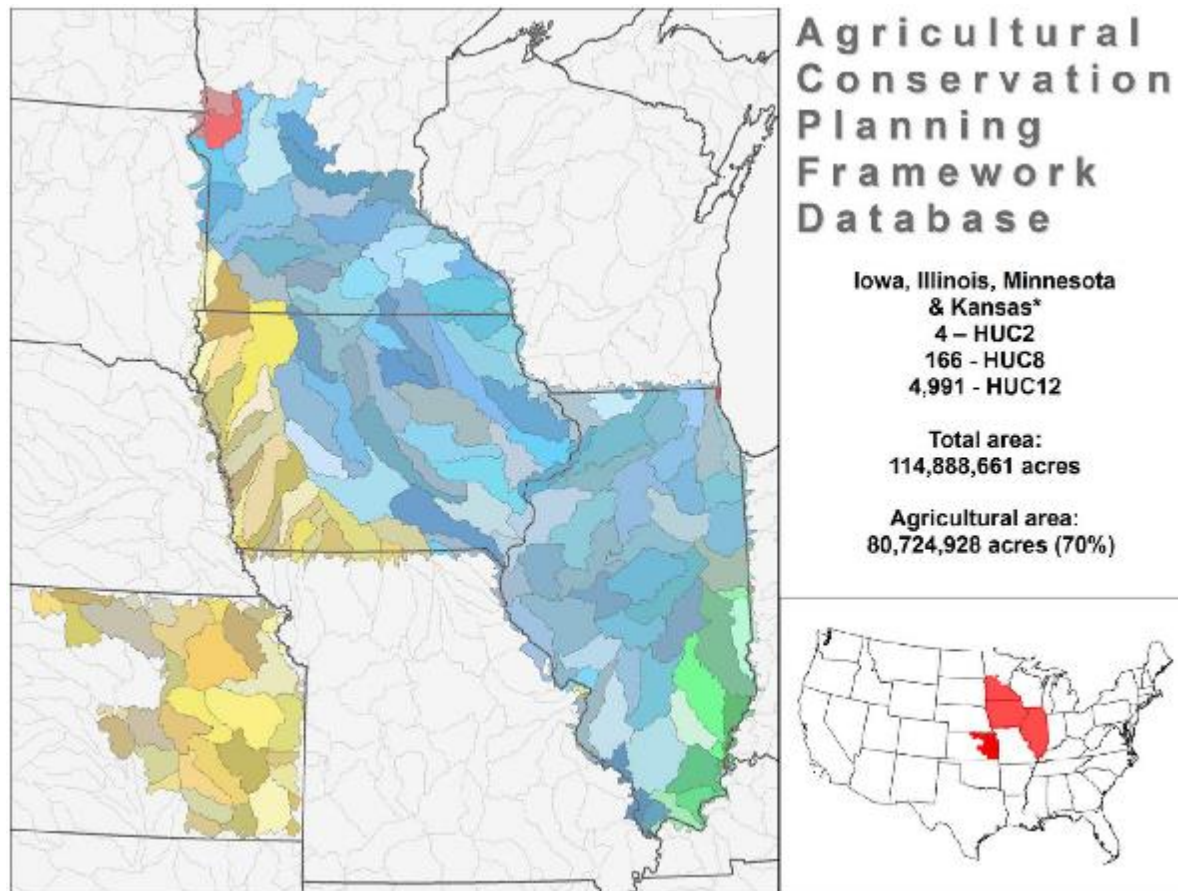 Agricultural
Conservation
Planning
Framework
Database
Iowa, Illinois, Minnesota
& Kansas*
4 – HUC2
166 - HUC8
4,991 - HUC12
Total area:
114,888,661 acres
Agricultural area:
80,724,928 acres (70%)